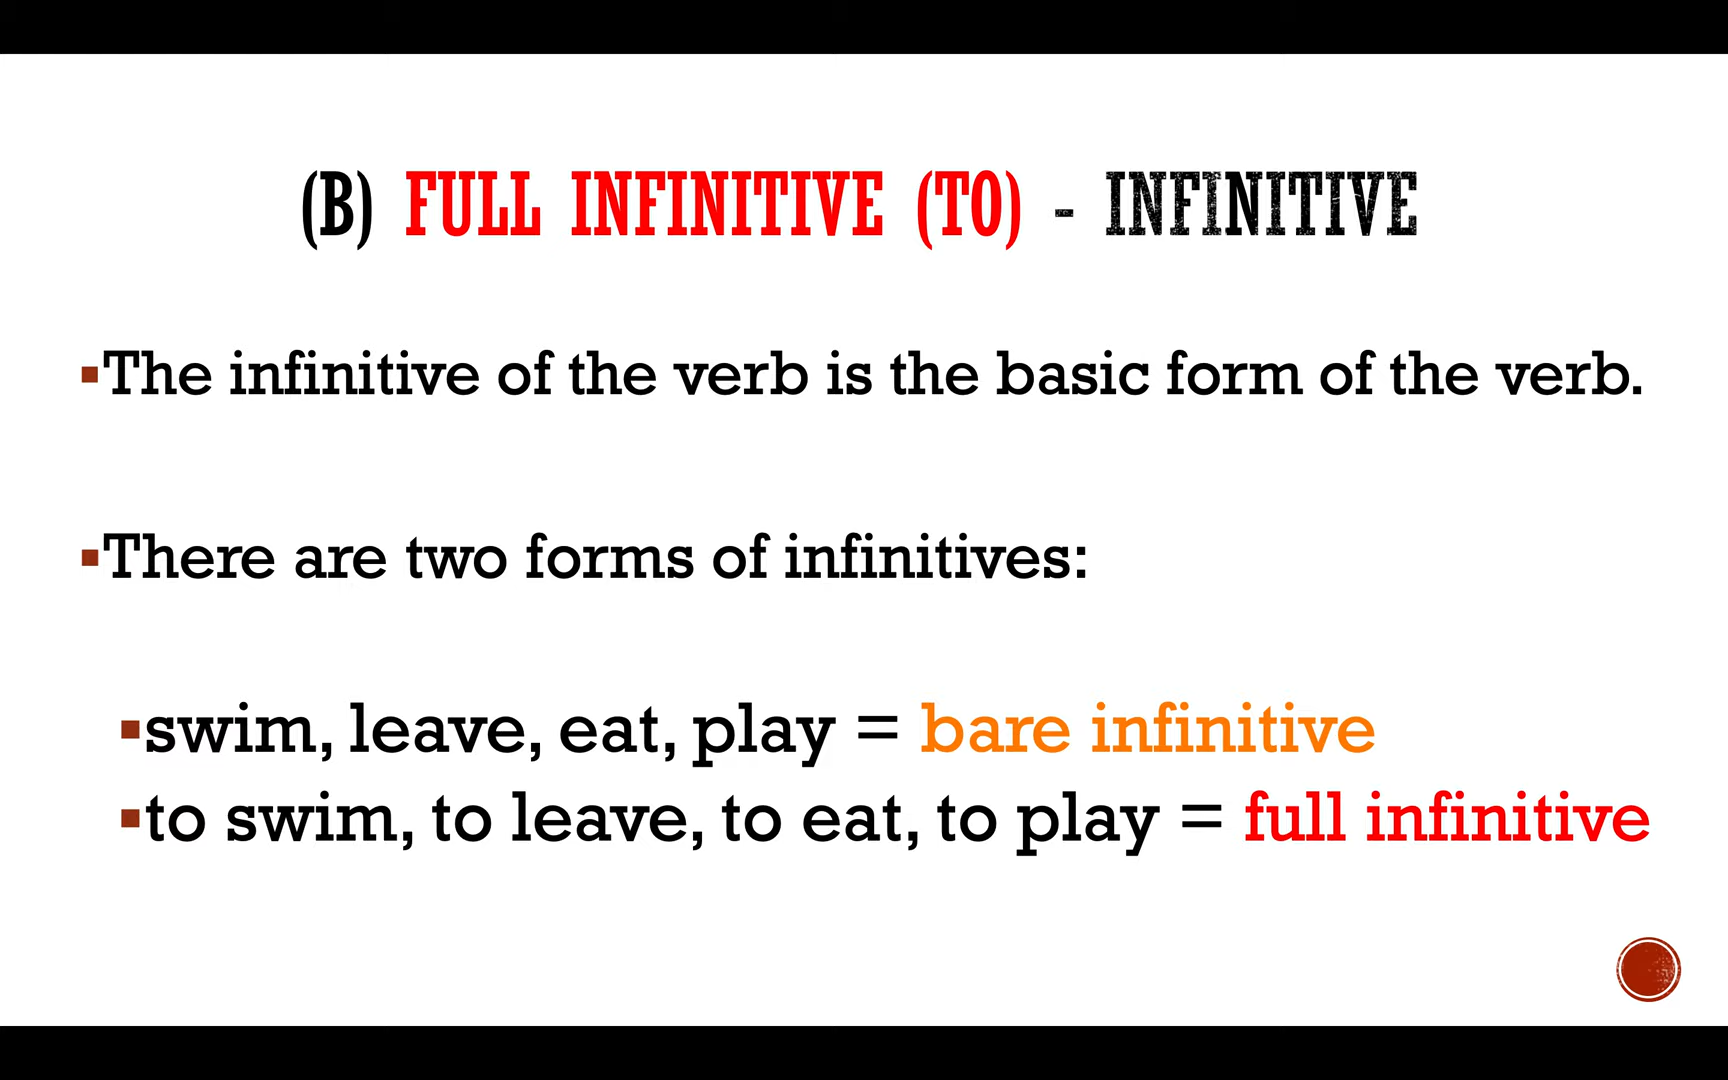 (B) FULL INFINITIVE (TO) - INFINITIVE
▪The infinitive of the verb is the basic form of the verb.
▪There are two forms of infinitives:
▪swim, leave, eat, play = bare infinitive
▪to swim, to leave, to eat, to play = full infinitive